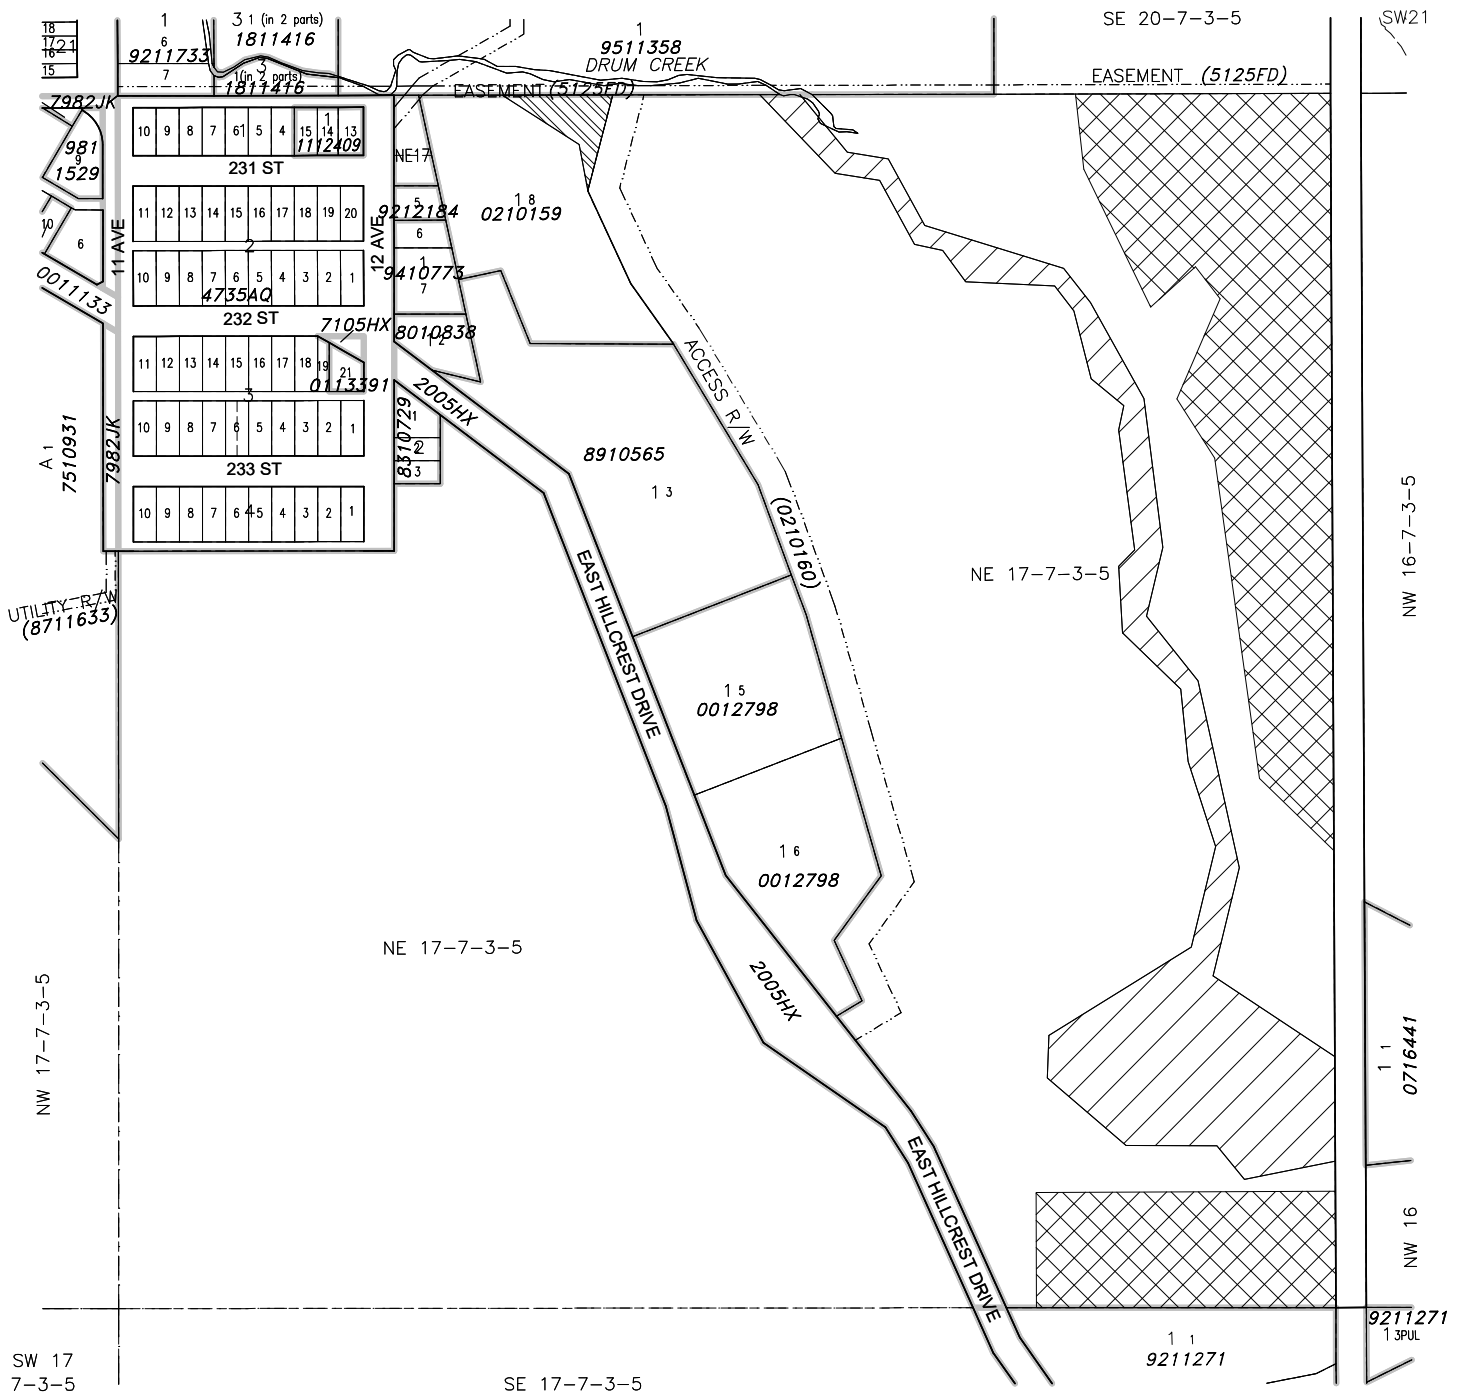 18
17
16
15
21
1
6
9211733
7
3 1 (in 2 parts)
1811416
3
1(in 2 parts)
1811416
1
9511358
DRUM CREEK
SE 20-7-3-5
SW21
EASEMENT (5125FD)
EASEMENT (5125FD)
7982JK
981
9
1529
10
6
0011133
10 9 8 7 6 1 5 4 15 14 13
1
1112409
231 ST
11 12 13 14 15 16 17 18 19 20
2
10 9 8 7 6 5 4 3 2 1
4735AQ
232 ST
7105HX
11 12 13 14 15 16 17 18 19 21
0113391
3
10 9 8 7 6 5 4 3 2 1
233 ST
10 9 8 7 6 5 4 3 2 1
4
11 AVE
12 AVE
NE17
5
9212184
6
1
9410773
7
8010838
1 2
2005HX
8310729
1
2
3
A 1
7510931
7982JK
UTILITY R/W
(8711633)
1 8
0210159
ACCESS R/W
(0210160)
8910565
1 3
EAST HILLCREST DRIVE
1 5
0012798
1 6
0012798
NE 17-7-3-5
NW 16-7-3-5
NE 17-7-3-5
2005HX
NW 17-7-3-5
1 1
0716441
EAST HILLCREST DRIVE
NW 16
9211271
1 3PUL
1 1
9211271
SW 17
7-3-5
SE 17-7-3-5